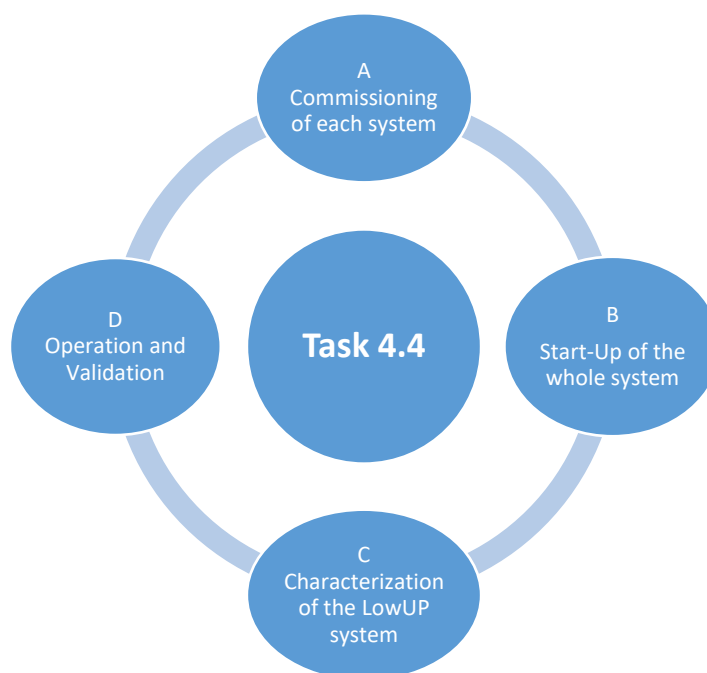 A
Commissioning
of each system
D
Operation and
Validation
Task 4.4
B
Start-Up of the
whole system
C
Characterization
of the LowUP
system